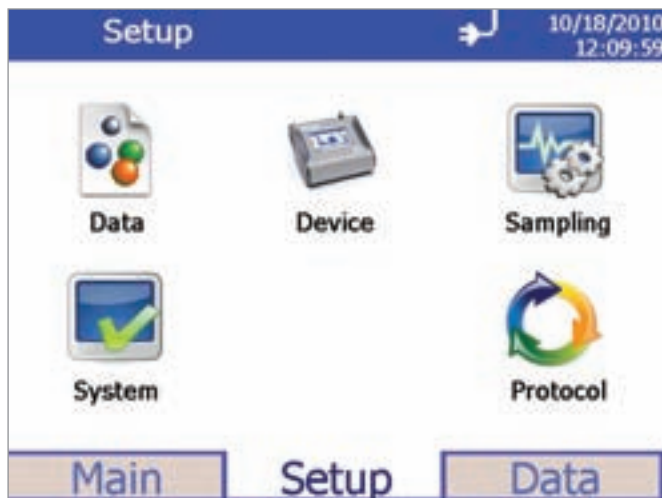 Setup
10/18/2010
12:09:59
Data
Device
Sampling
System
Protocol
Main
Setup
Data